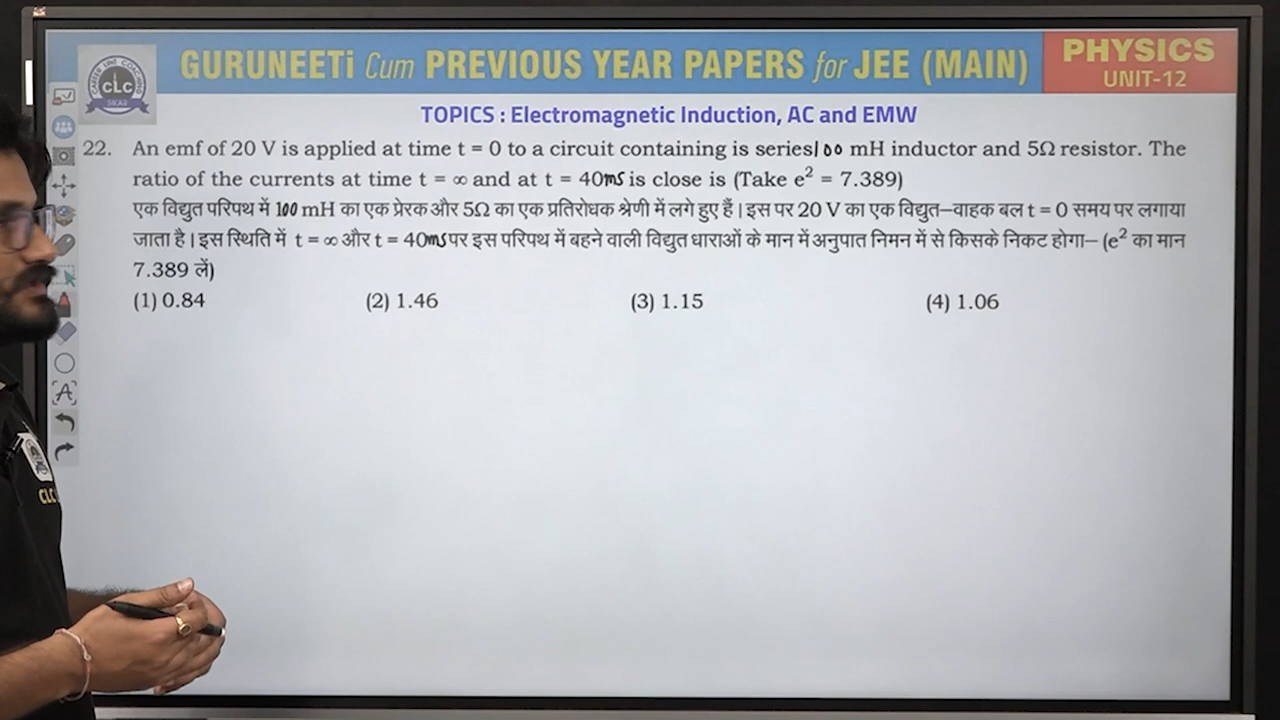 GURUNEETi Cum PREVIOUS YEAR PAPERS for JEE (MAIN)
PHYSICS
UNIT-12
CLC
SIKAR
TOPICS : Electromagnetic Induction, AC and EMW
22. An emf of 20 V is applied at time t = 0 to a circuit containing is series 100 mH inductor and 5Ω resistor. The
ratio of the currents at time t = ∞ and at t = 40ms is close is (Take e² = 7.389)
एक विद्युत परिपथ में 100 mH का एक प्रेरक और 5Ω का एक प्रतिरोधक श्रेणी में लगे हुए हैं। इस पर 20 V का एक विद्युत–वाहक बल t = 0 समय पर लगाया
जाता है। इस स्थिति में t = ∞ और t = 40ms पर इस परिपथ में बहने वाली विद्युत धाराओं के मान में अनुपात निमन में से किसके निकट होगा– (e² का मान
7.389 लें)
(1) 0.84 (2) 1.46 (3) 1.15 (4) 1.06
CLC